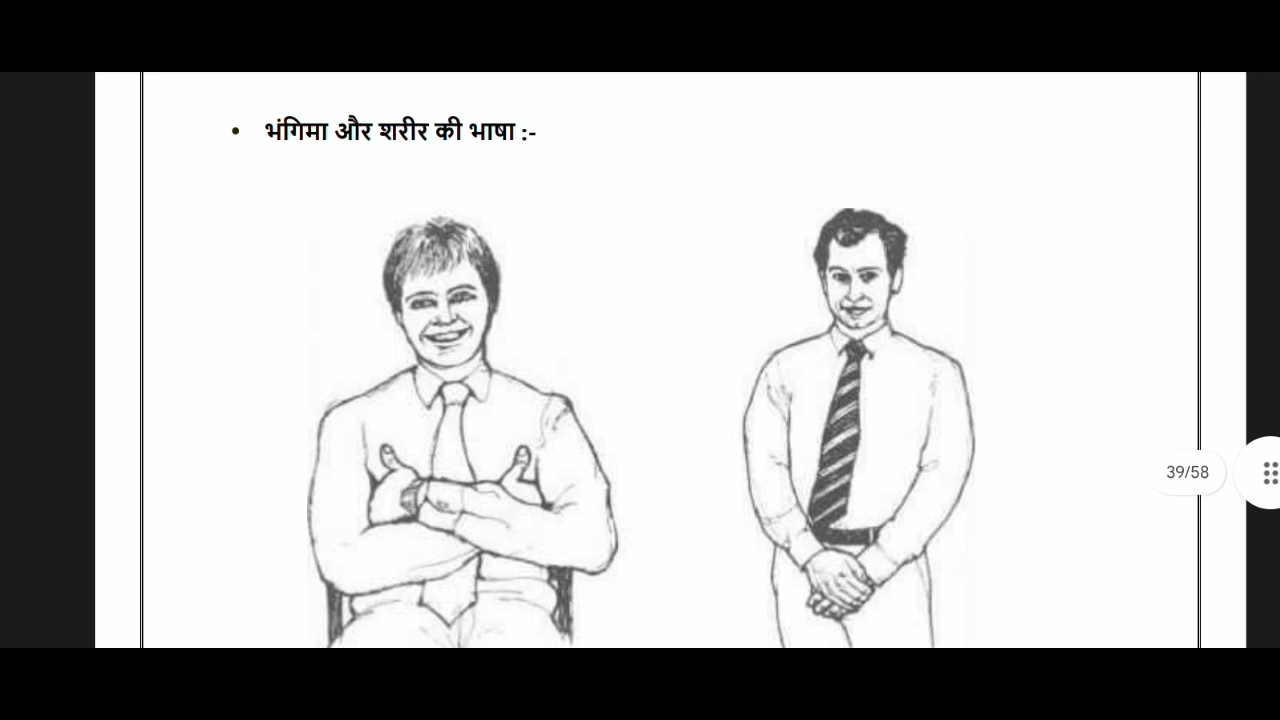 • भंगिमा और शरीर की भाषा :-
39/58